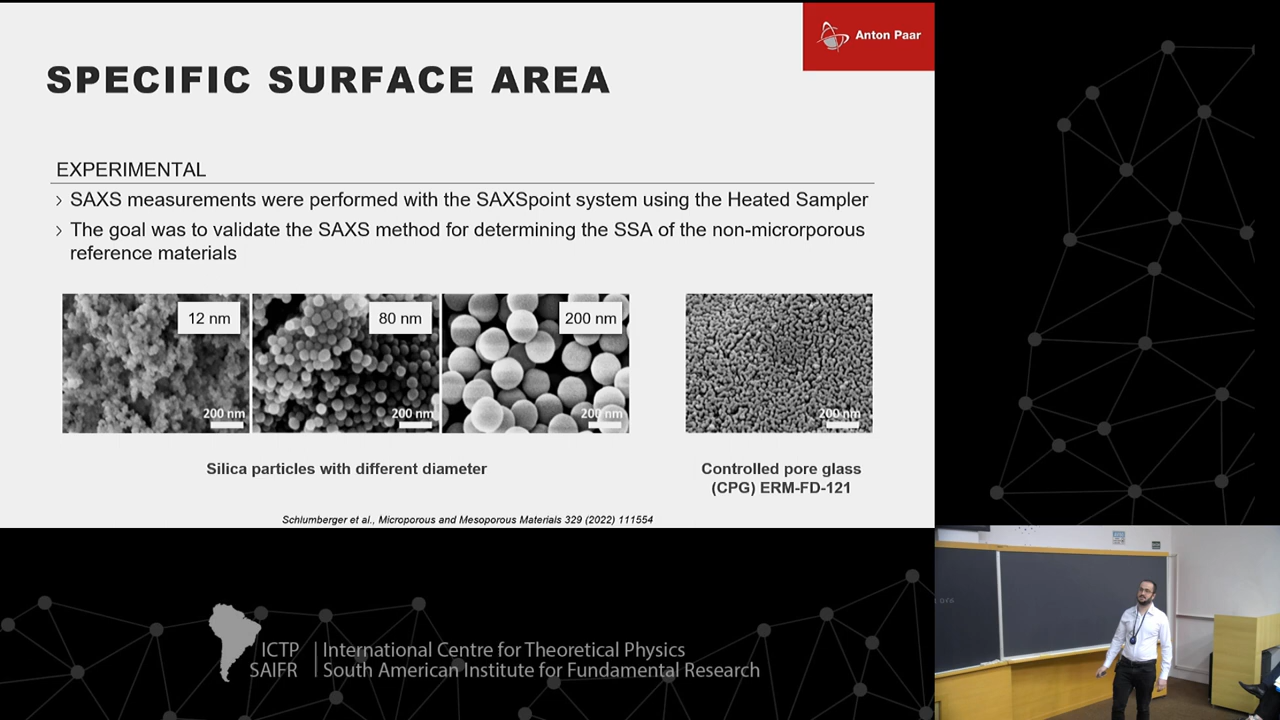 Anton Paar
SPECIFIC SURFACE AREA
EXPERIMENTAL
› SAXS measurements were performed with the SAXSpoint system using the Heated Sampler
› The goal was to validate the SAXS method for determining the SSA of the non-microrporous
reference materials
12 nm
80 nm
200 nm
200 nm
200 nm
200 nm
200 nm
Silica particles with different diameter
Controlled pore glass
(CPG) ERM-FD-121
Schlumberger et al., Microporous and Mesoporous Materials 329 (2022) 111554
ICTP
SAIFR
International Centre for Theoretical Physics
South American Institute for Fundamental Research